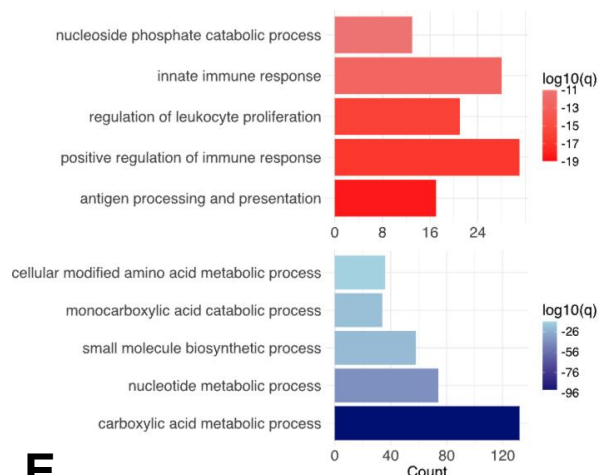 nucleoside phosphate catabolic process
innate immune response
regulation of leukocyte proliferation
positive regulation of immune response
antigen processing and presentation
0 8 16 24
log10(q)
-11
-13
-15
-17
-19
cellular modified amino acid metabolic process
monocarboxylic acid catabolic process
small molecule biosynthetic process
nucleotide metabolic process
carboxylic acid metabolic process
0 40 80 120
Count
log10(q)
-26
-56
-76
-96